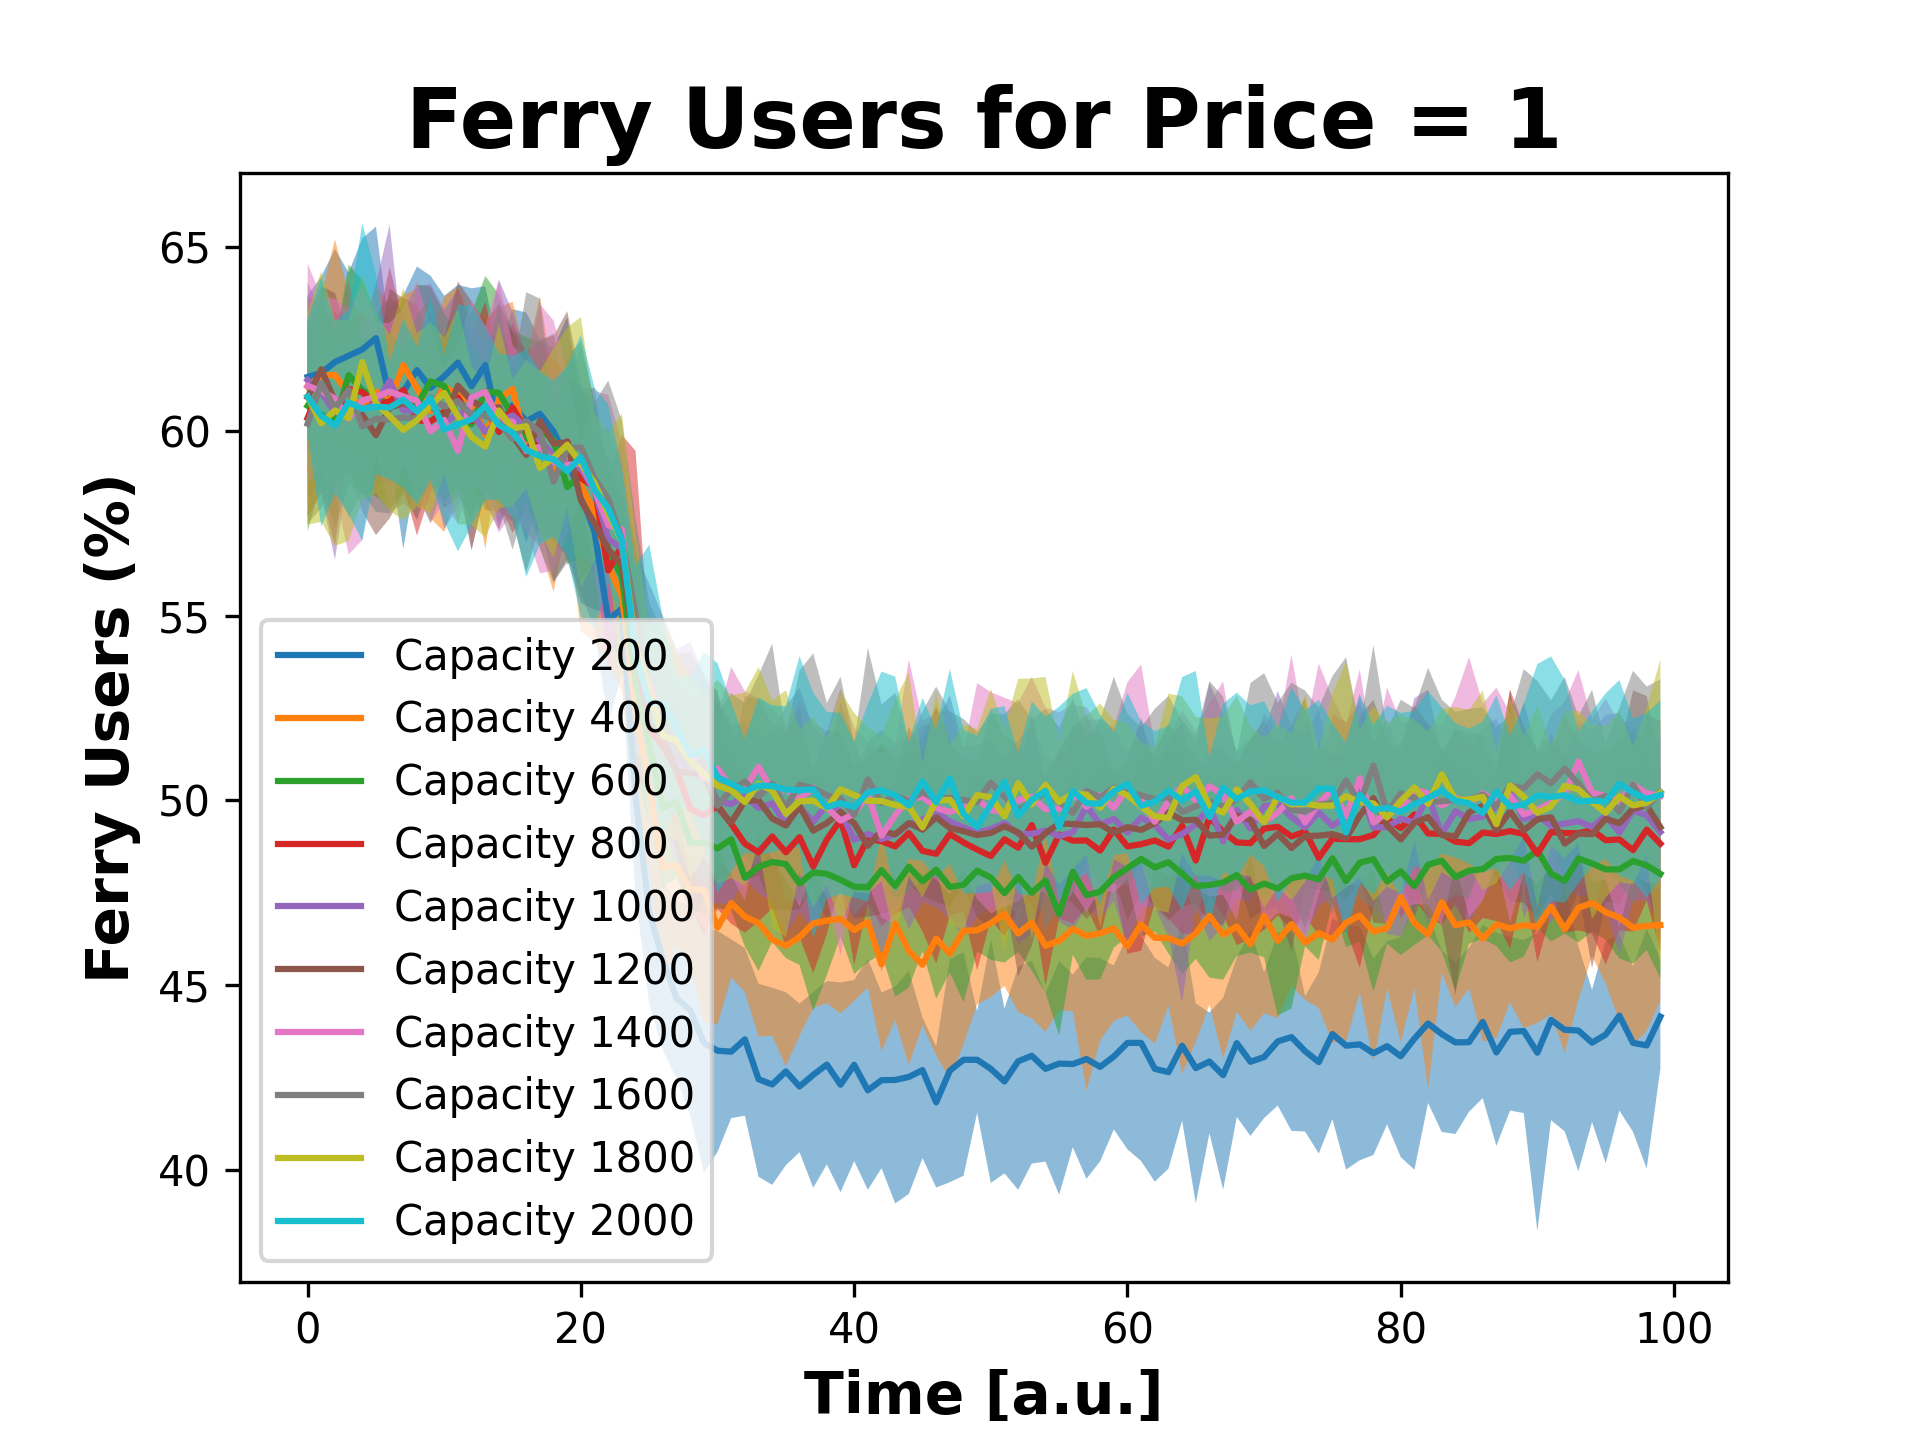 Ferry Users for Price = 1
Ferry Users (%)
65
60
55
50
45
40
Capacity 200
Capacity 400
Capacity 600
Capacity 800
Capacity 1000
Capacity 1200
Capacity 1400
Capacity 1600
Capacity 1800
Capacity 2000
0 20 40 60 80 100
Time [a.u.]